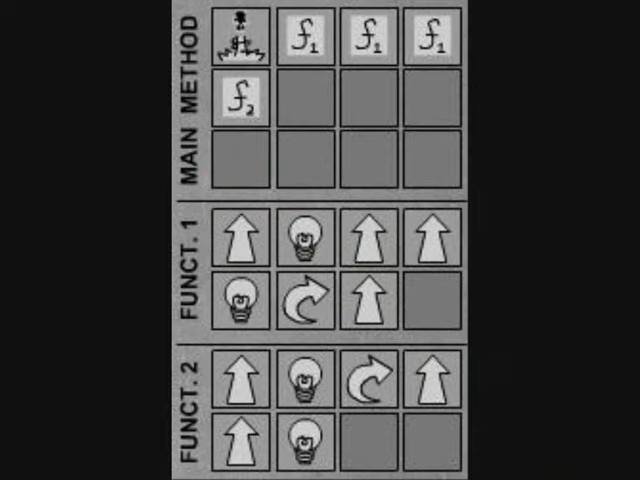 MAIN METHOD
f₁ f₁ f₁
f₂
FUNCT. 1
FUNCT. 2